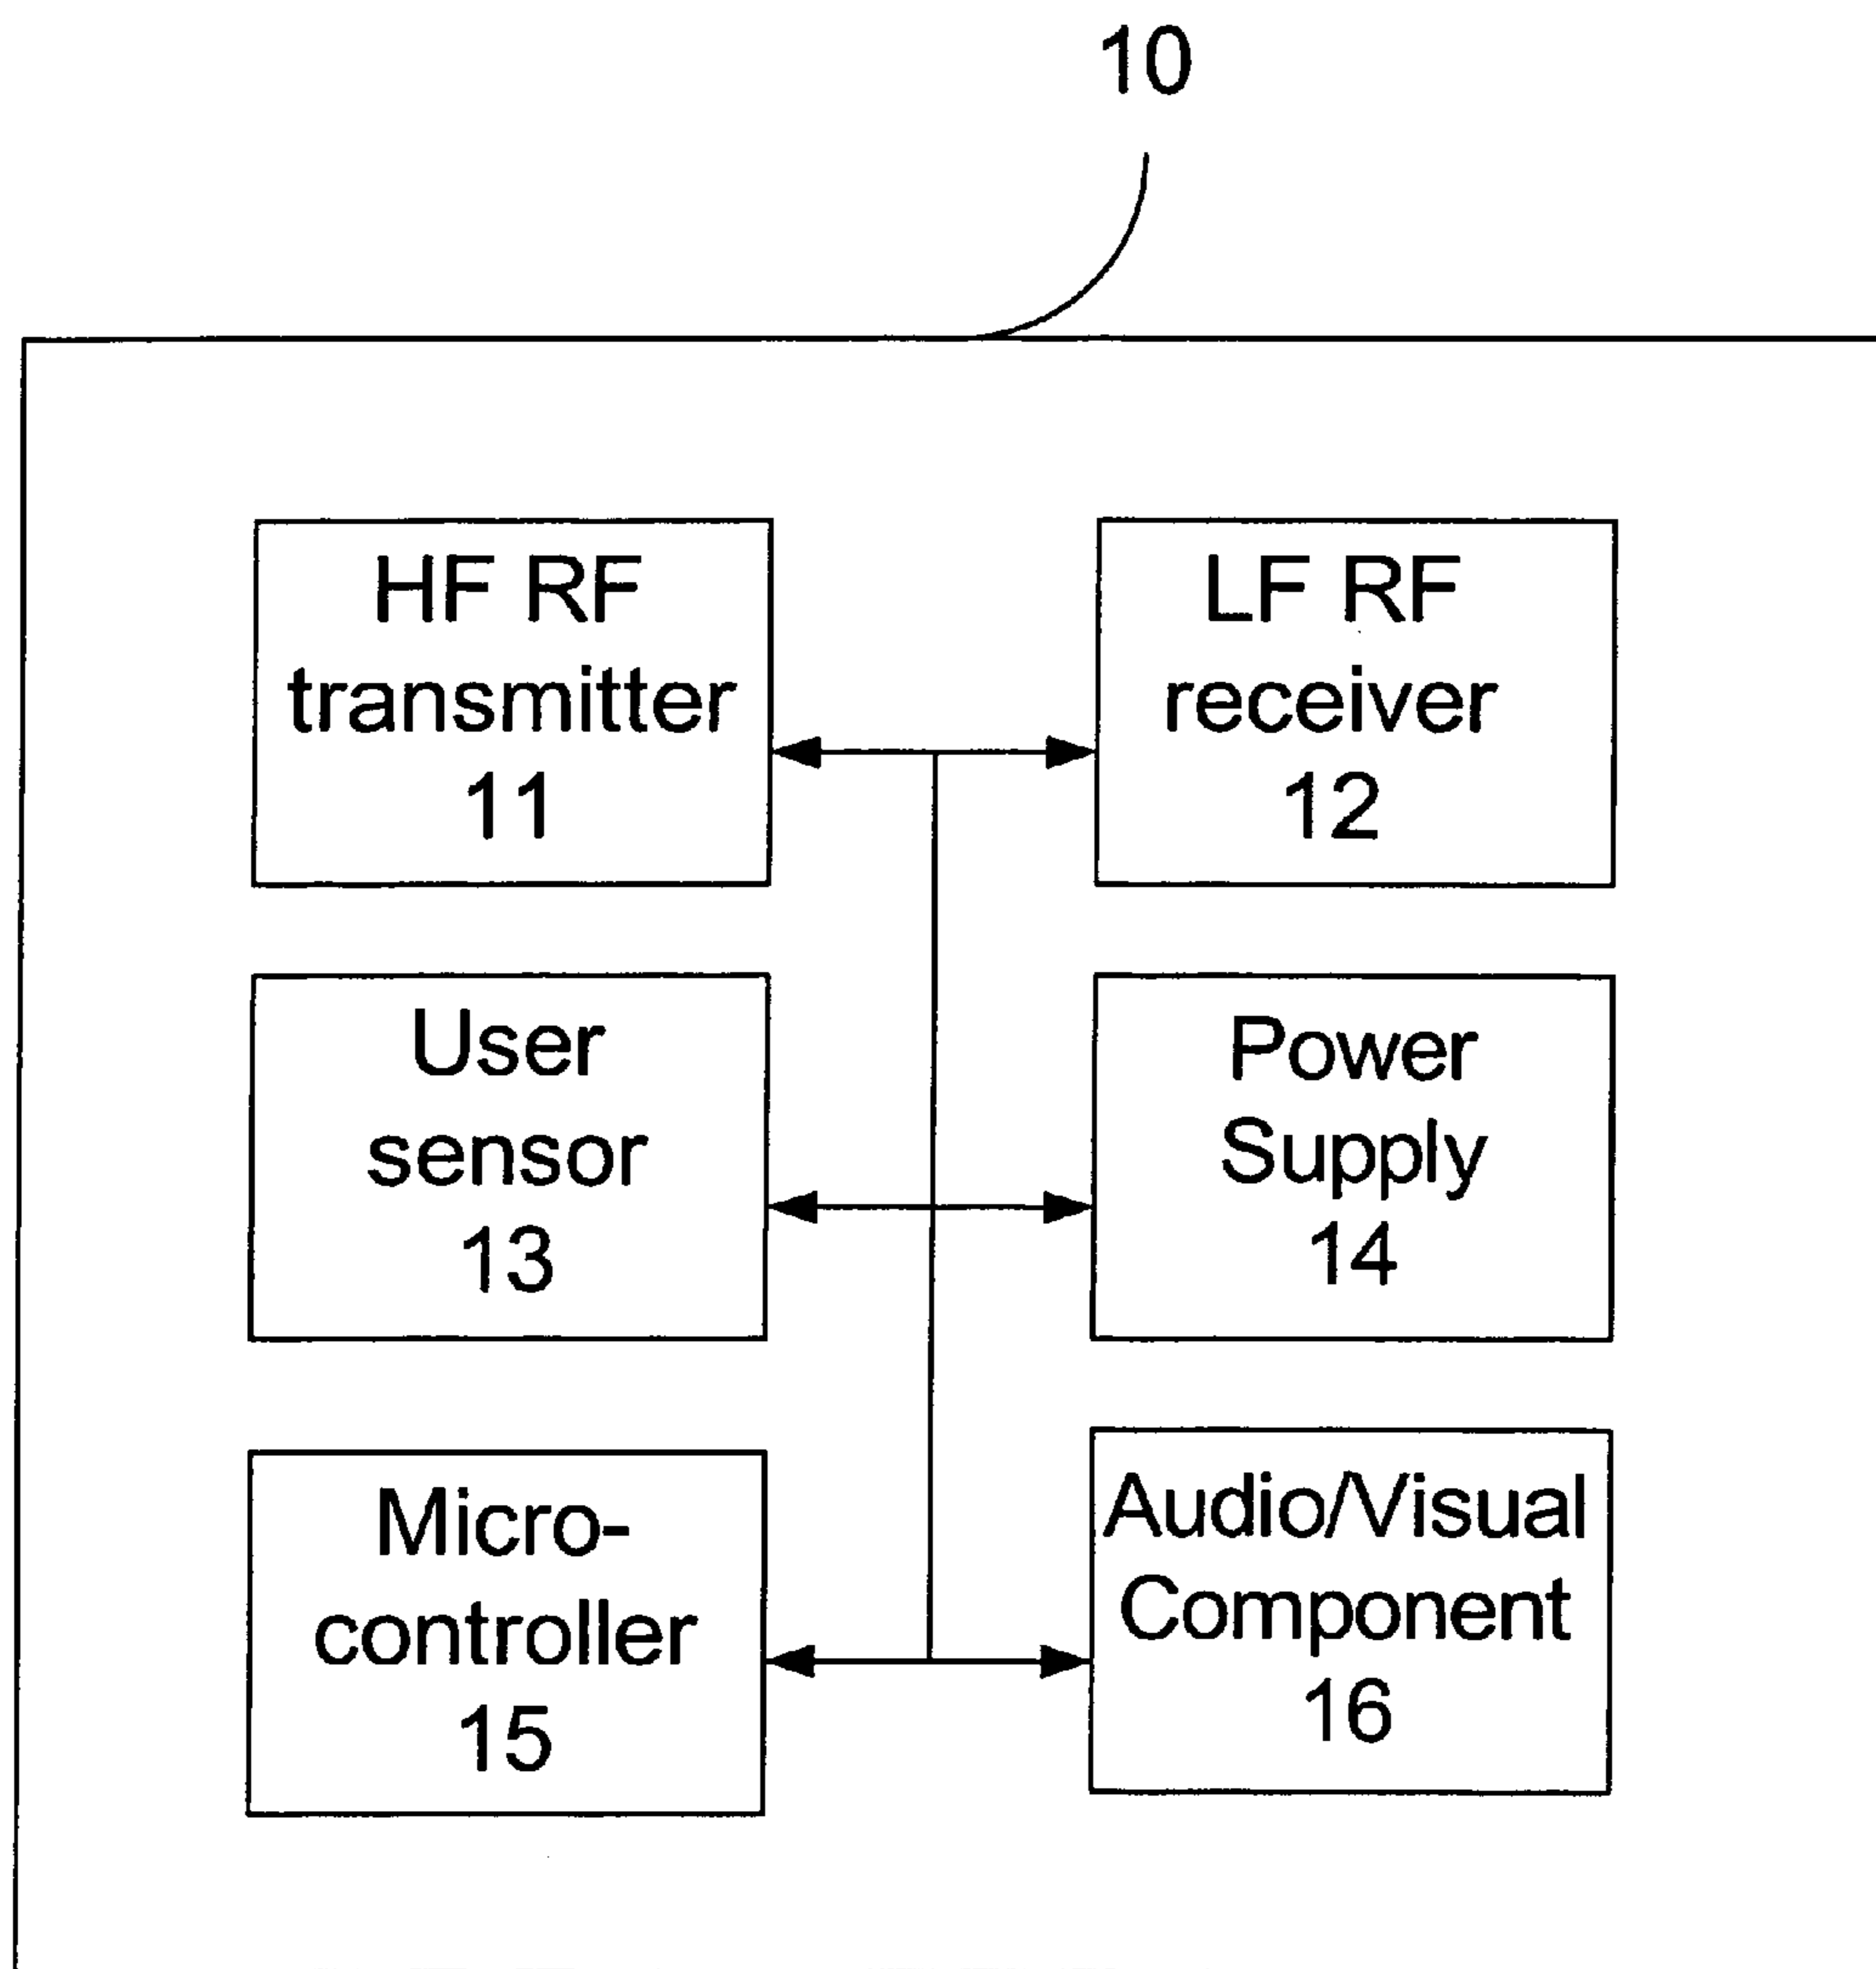 10
HF RF
transmitter
11
LF RF
receiver
12
User
sensor
13
Power
Supply
14
Micro-
controller
15
Audio/Visual
Component
16